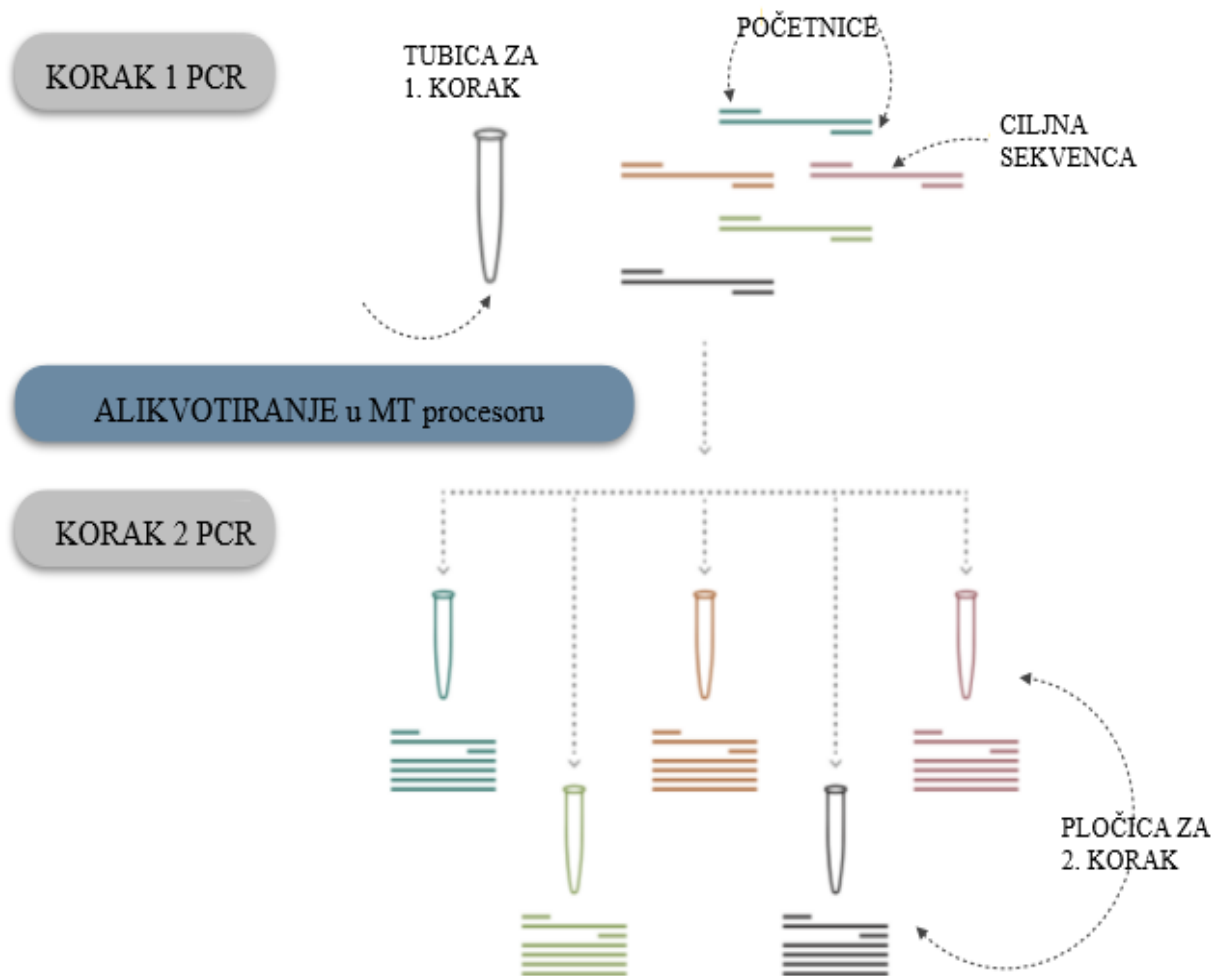 KORAK 1 PCR
TUBICA ZA
1. KORAK
POČETNICE
CILJNA
SEKVENCA
ALIKVOTIRANJE u MT procesoru
KORAK 2 PCR
PLOČICA ZA
2. KORAK